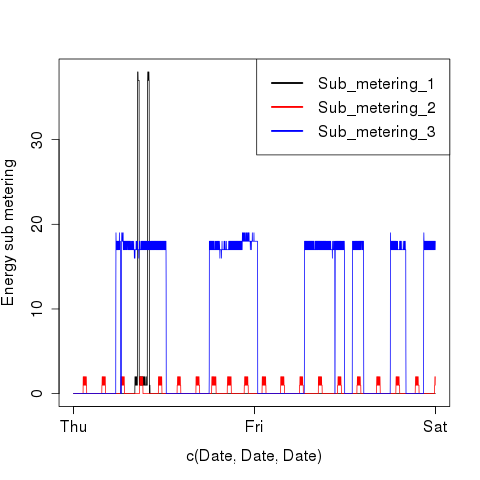 Sub_metering_1
Sub_metering_2
Sub_metering_3
Energy sub metering
30
20
10
0
Thu Fri Sat
c(Date, Date, Date)